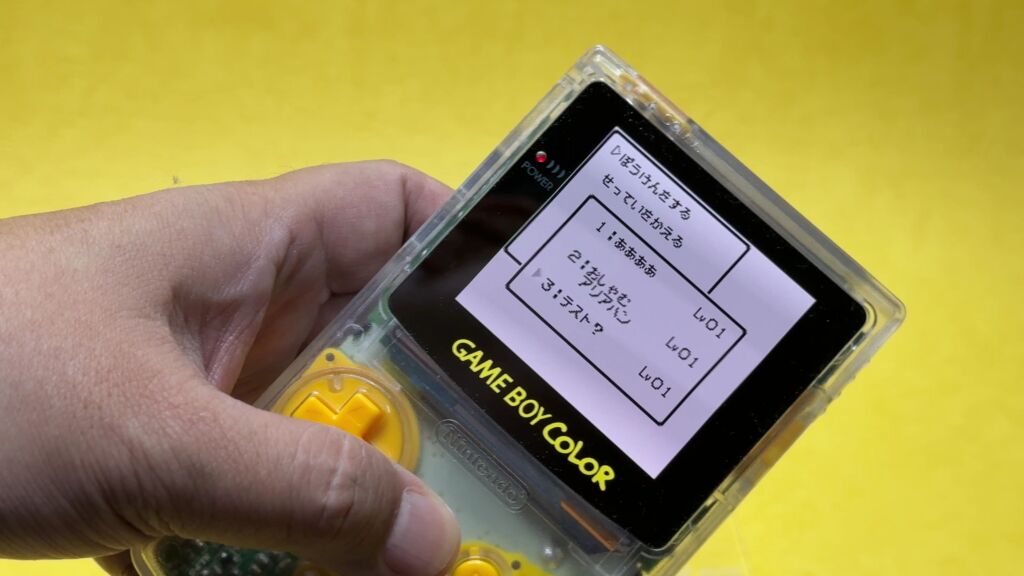 POWER
▷ぼうけんをする
せっていをかえる
1:ああああ
Lv01
2:おしゃむ
アリアハン
Lv01
▶3:テスト?
Lv01
GAME BOY COLOR
Nintendo